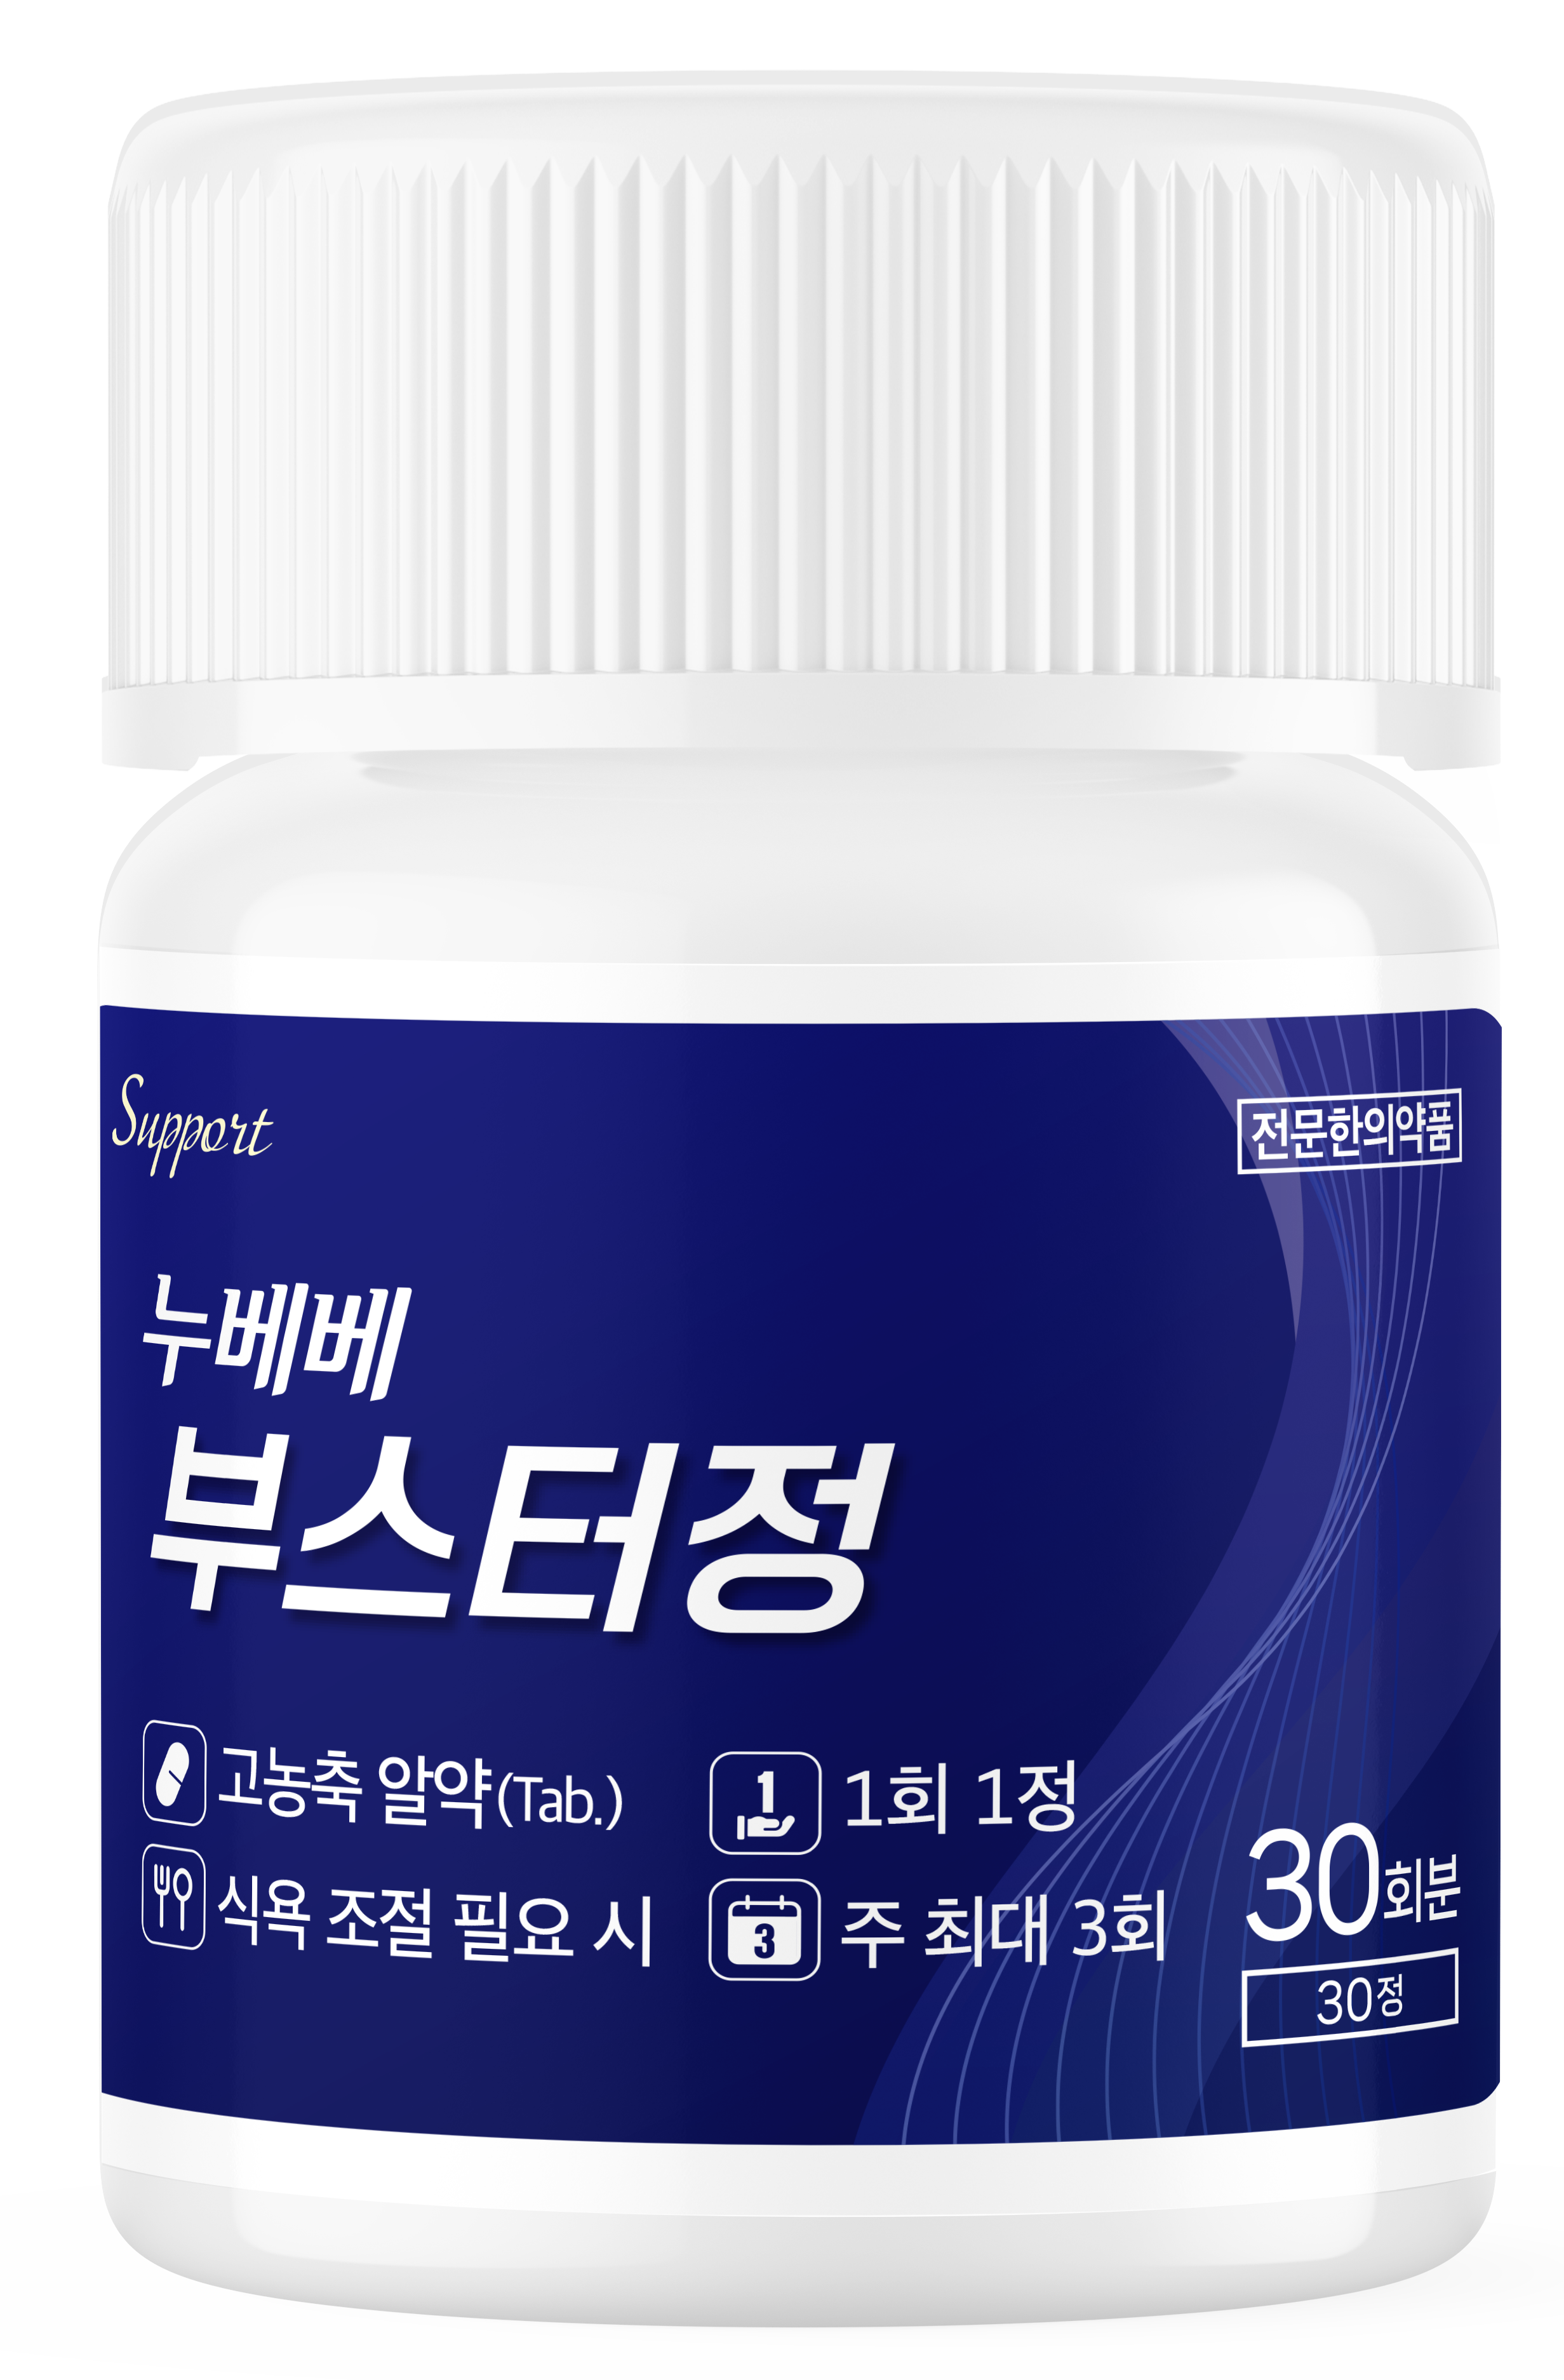 Support
전문한의약품
누베베
부스터정
고농축 알약(Tab.)
식욕 조절 필요 시
1
1회 1정
3
주 최대 3회
30회분
30정